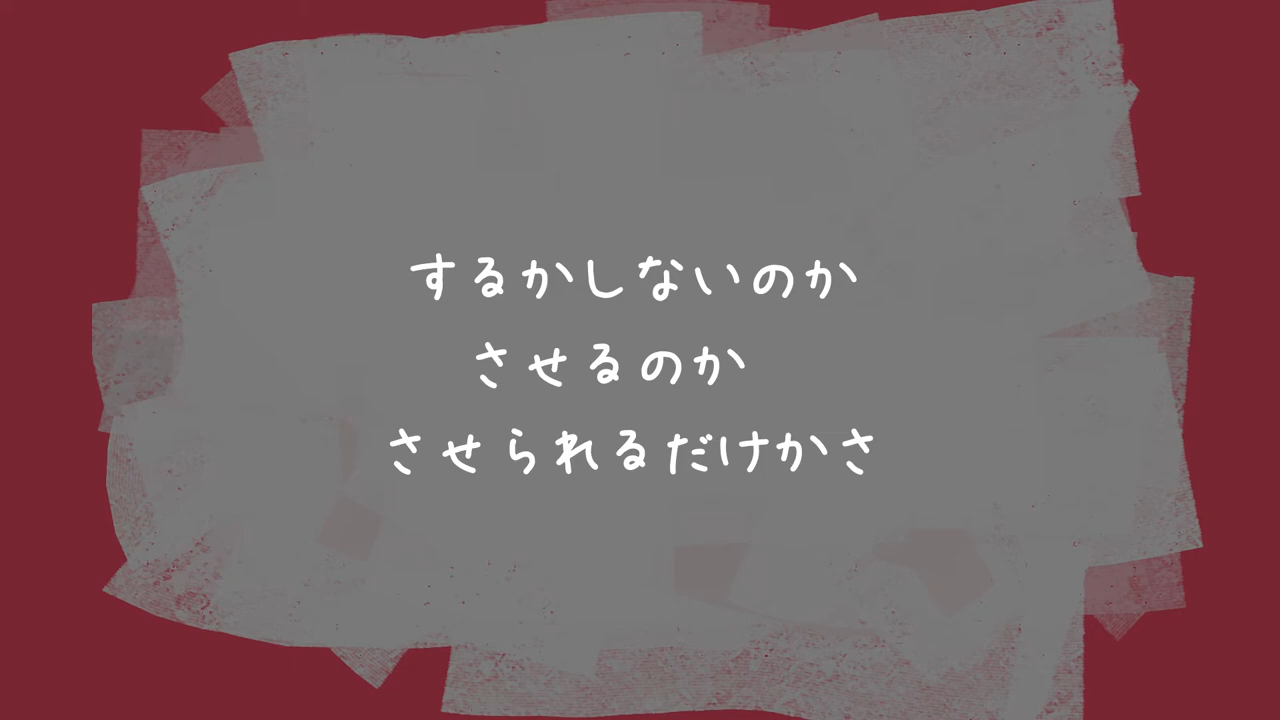 するかしないのか
させるのか
させられるだけかさ